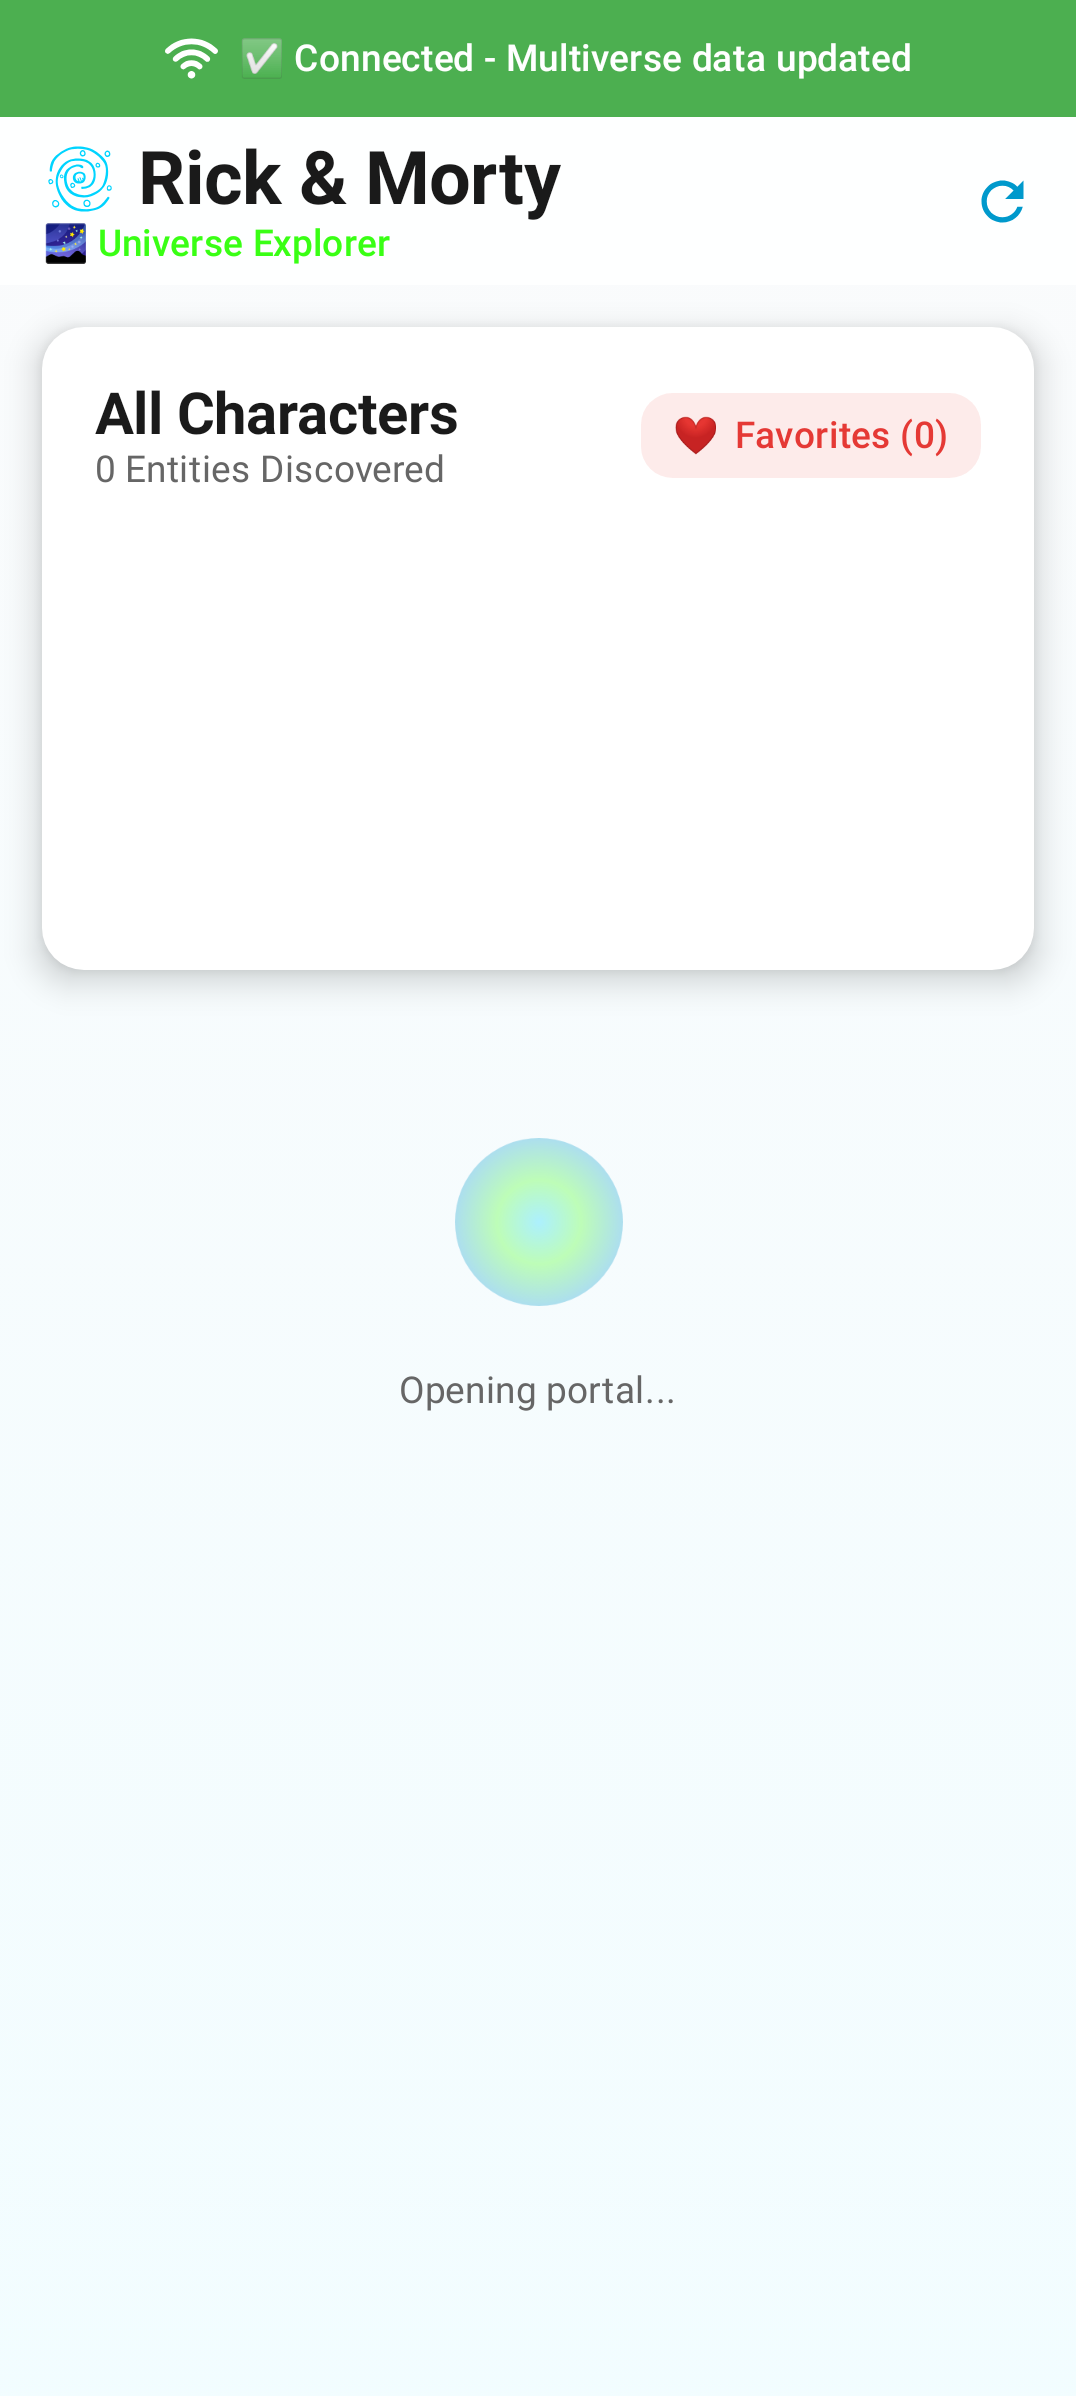 ✅ Connected - Multiverse data updated
Rick & Morty
🌌 Universe Explorer
All Characters
0 Entities Discovered
❤️ Favorites (0)
Opening portal...